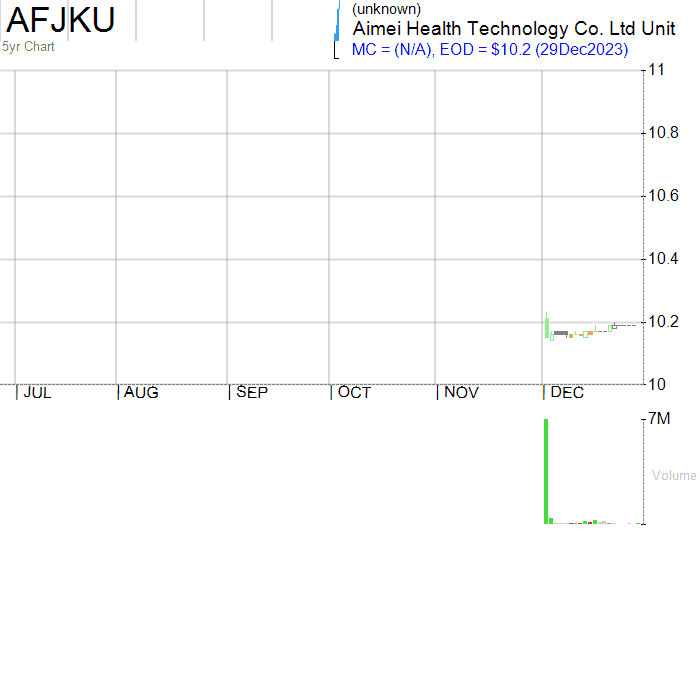 AFJKU
5yr Chart
(unknown)
Aimei Health Technology Co. Ltd Unit
MC = (N/A), EOD = $10.2 (29Dec2023)
11
10.8
10.6
10.4
10.2
10
JUL AUG SEP OCT NOV DEC
7M
Volume